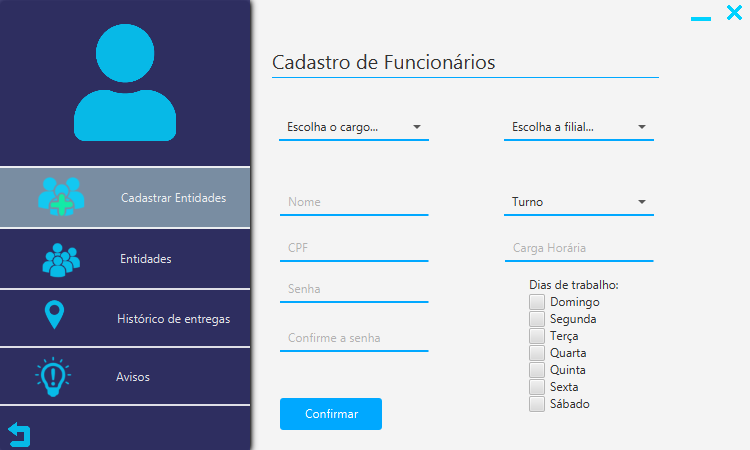 Cadastrar Entidades
Entidades
Histórico de entregas
Avisos
Cadastro de Funcionários
Escolha o cargo...
Escolha a filial...
Nome
Turno
CPF
Carga Horária
Senha
Confirme a senha
Dias de trabalho:
Domingo
Segunda
Terça
Quarta
Quinta
Sexta
Sábado
Confirmar